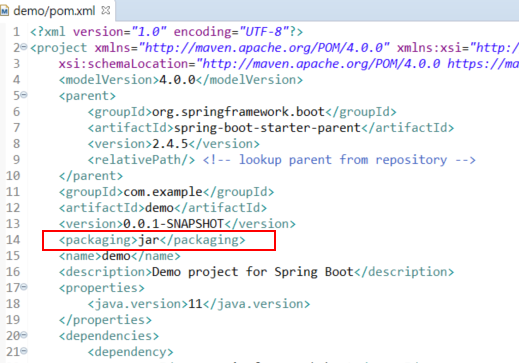 demo/pom.xml
1 <?xml version="1.0" encoding="UTF-8"?>
2 <project xmlns="http://maven.apache.org/POM/4.0.0" xmlns:xsi="http:/
3 xsi:schemaLocation="http://maven.apache.org/POM/4.0.0 https://ma
4 <modelVersion>4.0.0</modelVersion>
5 <parent>
6 <groupId>org.springframework.boot</groupId>
7 <artifactId>spring-boot-starter-parent</artifactId>
8 <version>2.4.5</version>
9 <relativePath/> <!-- lookup parent from repository -->
10 </parent>
11 <groupId>com.example</groupId>
12 <artifactId>demo</artifactId>
13 <version>0.0.1-SNAPSHOT</version>
14 <packaging>jar</packaging>
15 <name>demo</name>
16 <description>Demo project for Spring Boot</description>
17 <properties>
18 <java.version>11</java.version>
19 </properties>
20 <dependencies>
21 <dependency>